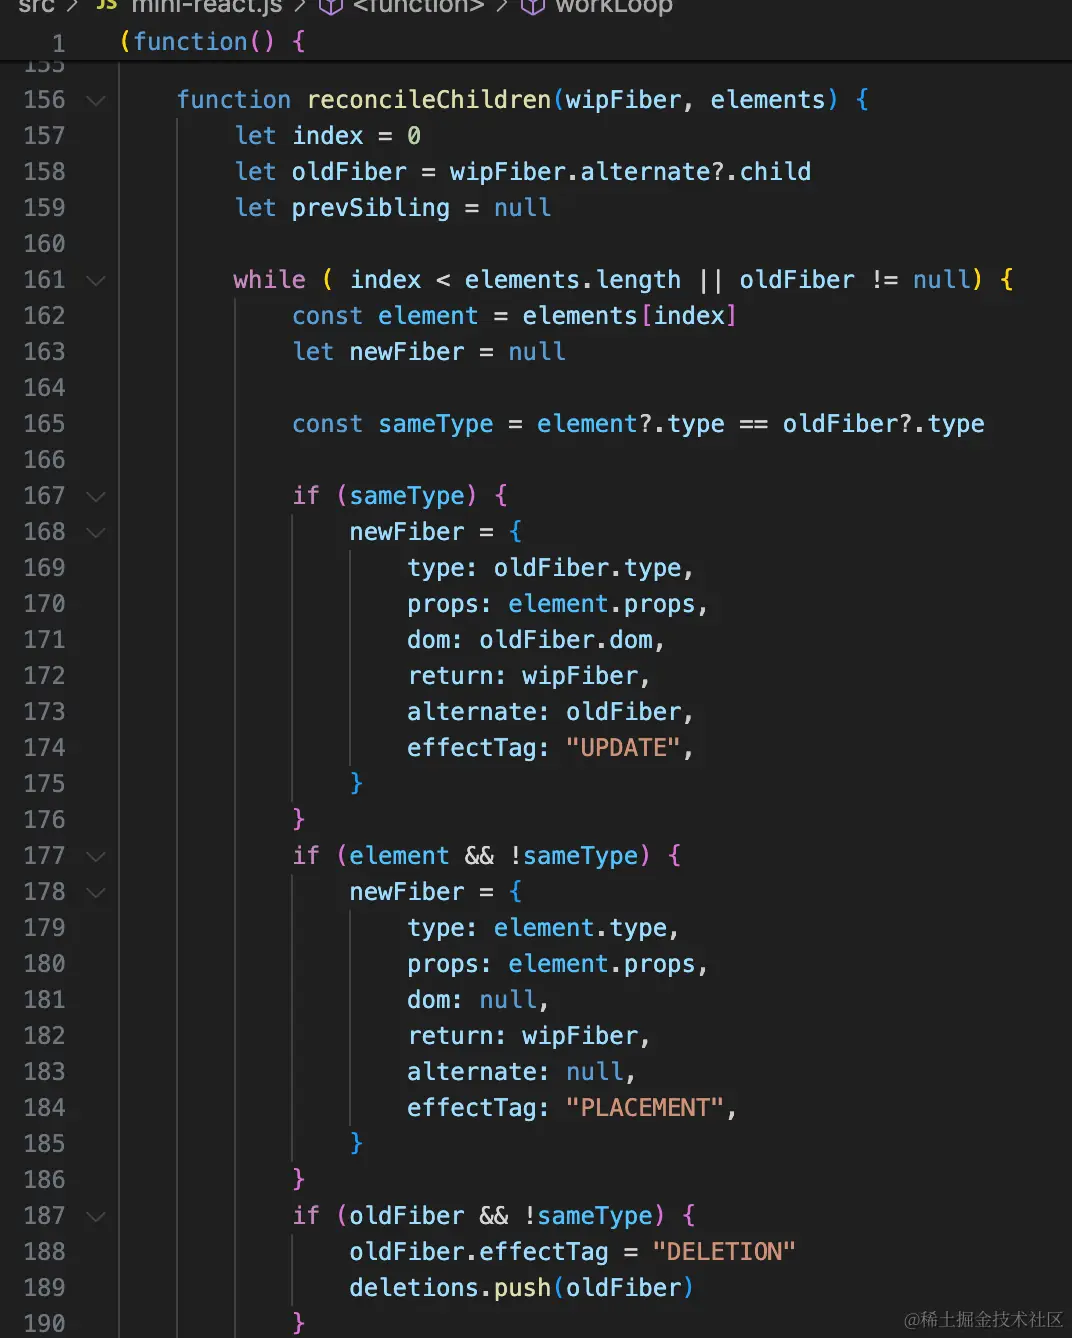 src > JS mini-react.js > <function> > workLoop
1 (function() {
155
156 function reconcileChildren(wipFiber, elements) {
157 let index = 0
158 let oldFiber = wipFiber.alternate?.child
159 let prevSibling = null
160
161 while ( index < elements.length || oldFiber != null) {
162 const element = elements[index]
163 let newFiber = null
164
165 const sameType = element?.type == oldFiber?.type
166
167 if (sameType) {
168 newFiber = {
169 type: oldFiber.type,
170 props: element.props,
171 dom: oldFiber.dom,
172 return: wipFiber,
173 alternate: oldFiber,
174 effectTag: "UPDATE",
175 }
176 }
177 if (element && !sameType) {
178 newFiber = {
179 type: element.type,
180 props: element.props,
181 dom: null,
182 return: wipFiber,
183 alternate: null,
184 effectTag: "PLACEMENT",
185 }
186 }
187 if (oldFiber && !sameType) {
188 oldFiber.effectTag = "DELETION"
189 deletions.push(oldFiber)
190 }
@稀土掘金技术社区